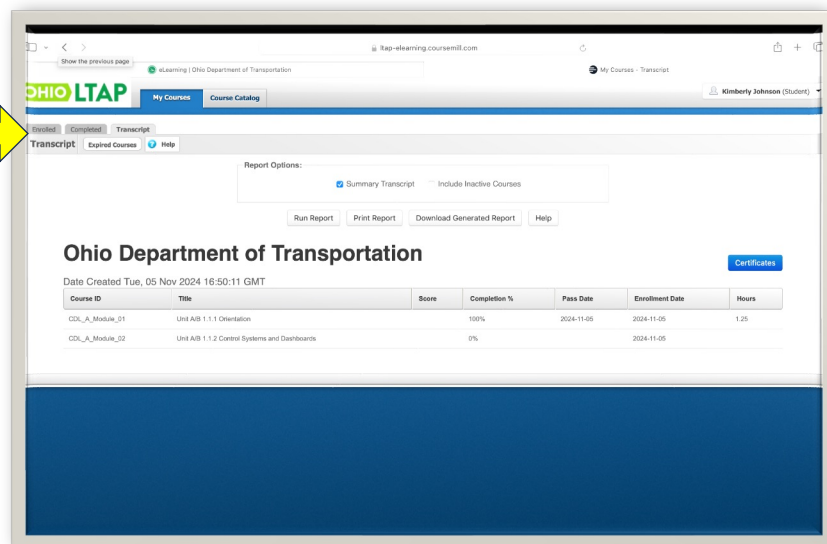 ltap-elearning.coursemill.com
Show the previous page
eLearning | Ohio Department of Transportation
My Courses – Transcript
OHIO LTAP
My Courses Course Catalog
Kimberly Johnson (Student)
Enrolled Completed Transcript
Transcript Expired Courses ? Help
Report Options:
Summary Transcript Include Inactive Courses
Run Report Print Report Download Generated Report Help
Ohio Department of Transportation
Certificates
Date Created Tue, 05 Nov 2024 16:50:11 GMT
Course ID Title Score Completion % Pass Date Enrollment Date Hours
CDL_A_Module_01 Unit A/B 1.1.1 Orientation 100% 2024-11-05 2024-11-05 1.25
CDL_A_Module_02 Unit A/B 1.1.2 Control Systems and Dashboards 0% 2024-11-05